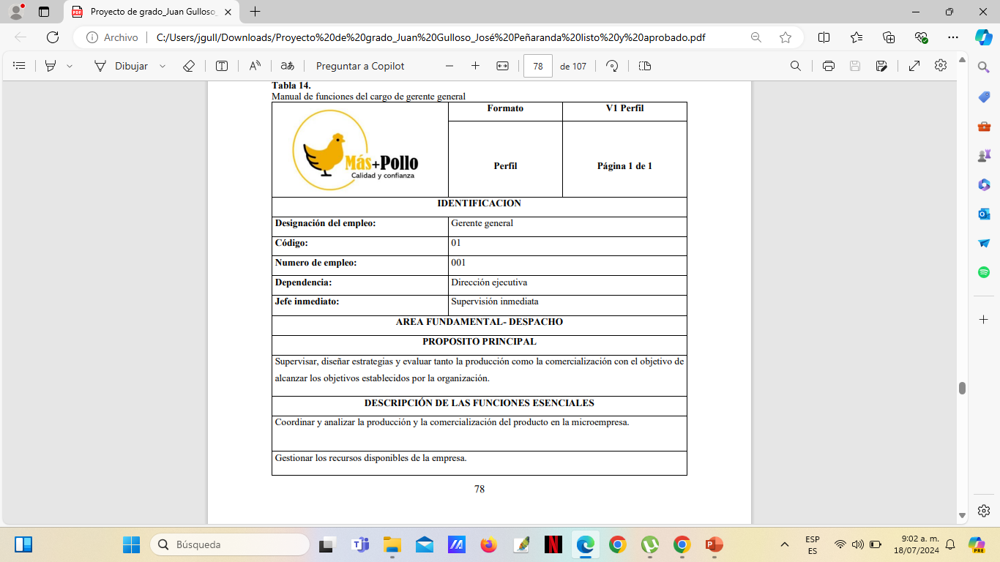 Proyecto de grado_Juan Gulloso_
Archivo
C:/Users/jgull/Downloads/Proyecto%20de%20grado_Juan%20Gulloso_José%20Peñaranda%20listo%20y%20aprobado.pdf
Dibujar
Preguntar a Copilot
78
de 107
Tabla 14.
Manual de funciones del cargo de gerente general
Más+Pollo
Calidad y confianza
Formato
V1 Perfil
Perfil
Página 1 de 1
IDENTIFICACION
Designación del empleo:
Gerente general
Código:
01
Numero de empleo:
001
Dependencia:
Dirección ejecutiva
Jefe inmediato:
Supervisión inmediata
AREA FUNDAMENTAL- DESPACHO
PROPOSITO PRINCIPAL
Supervisar, diseñar estrategias y evaluar tanto la producción como la comercialización con el objetivo de
alcanzar los objetivos establecidos por la organización.
DESCRIPCIÓN DE LAS FUNCIONES ESENCIALES
Coordinar y analizar la producción y la comercialización del producto en la microempresa.
Gestionar los recursos disponibles de la empresa.
78
Búsqueda
ESP
ES
9:02 a. m.
18/07/2024
PRE